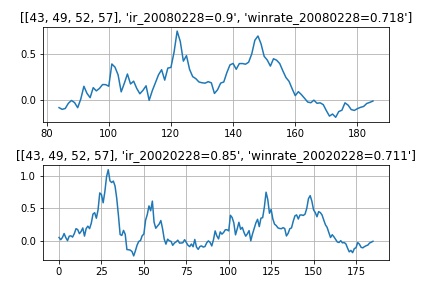 [[43, 49, 52, 57], 'ir_20080228=0.9', 'winrate_20080228=0.718']
0.5
0.0
80 100 120 140 160 180
[[43, 49, 52, 57], 'ir_20020228=0.85', 'winrate_20020228=0.711']
1.0
0.5
0.0
0 25 50 75 100 125 150 175